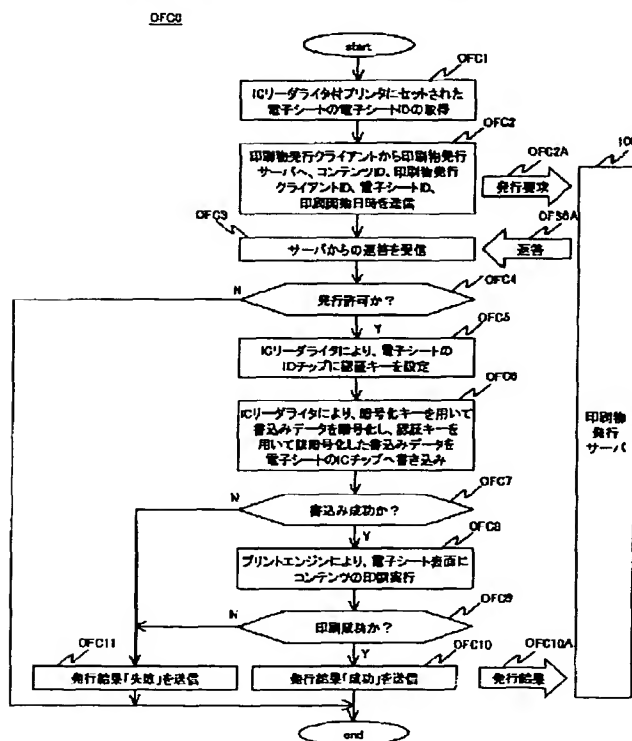 OFC0
start
OFC1
ICリーダライタ付プリンタにセットされた
電子シートの電子シートIDの取得
OFC2
印刷物発行クライアントから印刷物発行
サーバへ、コンテンツID、印刷物発行
クライアントID、電子シートID、
印刷開始日時を送信
OFC2A
発行要求
OFC3
サーバからの返答を受信
返答
OFC4
N
発行許可か?
Y
OFC5
ICリーダライタにより、電子シートの
IDチップに認証キーを設定
OFC6
ICリーダライタにより、暗号化キーを用いて
書込みデータを暗号化し、認証キーを
用いて該暗号化した書込みデータを
電子シートのICチップへ書き込み
印刷物
発行
サーバ
OFC7
N
書込み成功か?
Y
OFC8
プリントエンジンにより、電子シート表面に
コンテンツの印刷実行
OFC9
N
印刷成功か?
Y
OFC11
発行結果「失敗」を送信
OFC10
発行結果「成功」を送信
OFC10A
発行結果
end